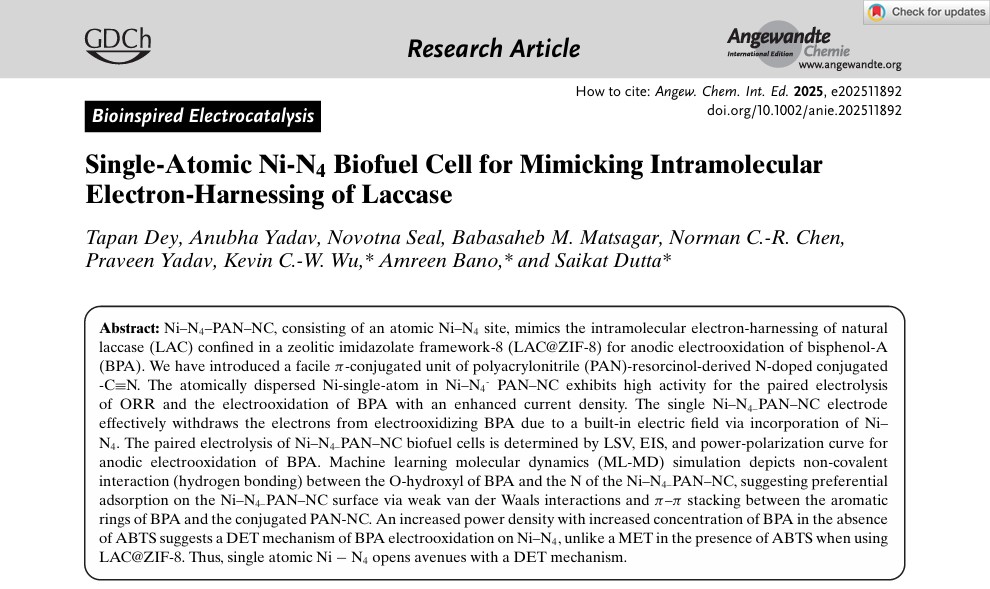 Check for updates
GDCh
Research Article
Angewandte
International Edition Chemie
www.angewandte.org
How to cite: Angew. Chem. Int. Ed. 2025, e202511892
doi.org/10.1002/anie.202511892
Bioinspired Electrocatalysis
Single-Atomic Ni-N₄ Biofuel Cell for Mimicking Intramolecular
Electron-Harnessing of Laccase
Tapan Dey, Anubha Yadav, Novotna Seal, Babasaheb M. Matsagar, Norman C.-R. Chen,
Praveen Yadav, Kevin C.-W. Wu,* Amreen Bano,* and Saikat Dutta*
Abstract: Ni–N₄–PAN–NC, consisting of an atomic Ni–N₄ site, mimics the intramolecular electron-harnessing of natural
laccase (LAC) confined in a zeolitic imidazolate framework-8 (LAC@ZIF-8) for anodic electrooxidation of bisphenol-A
(BPA). We have introduced a facile π-conjugated unit of polyacrylonitrile (PAN)-resorcinol-derived N-doped conjugated
-C≡N. The atomically dispersed Ni-single-atom in Ni–N₄- PAN–NC exhibits high activity for the paired electrolysis
of ORR and the electrooxidation of BPA with an enhanced current density. The single Ni–N₄–PAN–NC electrode
effectively withdraws the electrons from electrooxidizing BPA due to a built-in electric field via incorporation of Ni–
N₄. The paired electrolysis of Ni–N₄–PAN–NC biofuel cells is determined by LSV, EIS, and power-polarization curve for
anodic electrooxidation of BPA. Machine learning molecular dynamics (ML-MD) simulation depicts non-covalent
interaction (hydrogen bonding) between the O-hydroxyl of BPA and the N of the Ni–N₄–PAN–NC, suggesting preferential
adsorption on the Ni–N₄–PAN–NC surface via weak van der Waals interactions and π–π stacking between the aromatic
rings of BPA and the conjugated PAN-NC. An increased power density with increased concentration of BPA in the absence
of ABTS suggests a DET mechanism of BPA electrooxidation on Ni–N₄, unlike a MET in the presence of ABTS when using
LAC@ZIF-8. Thus, single atomic Ni – N₄ opens avenues with a DET mechanism.